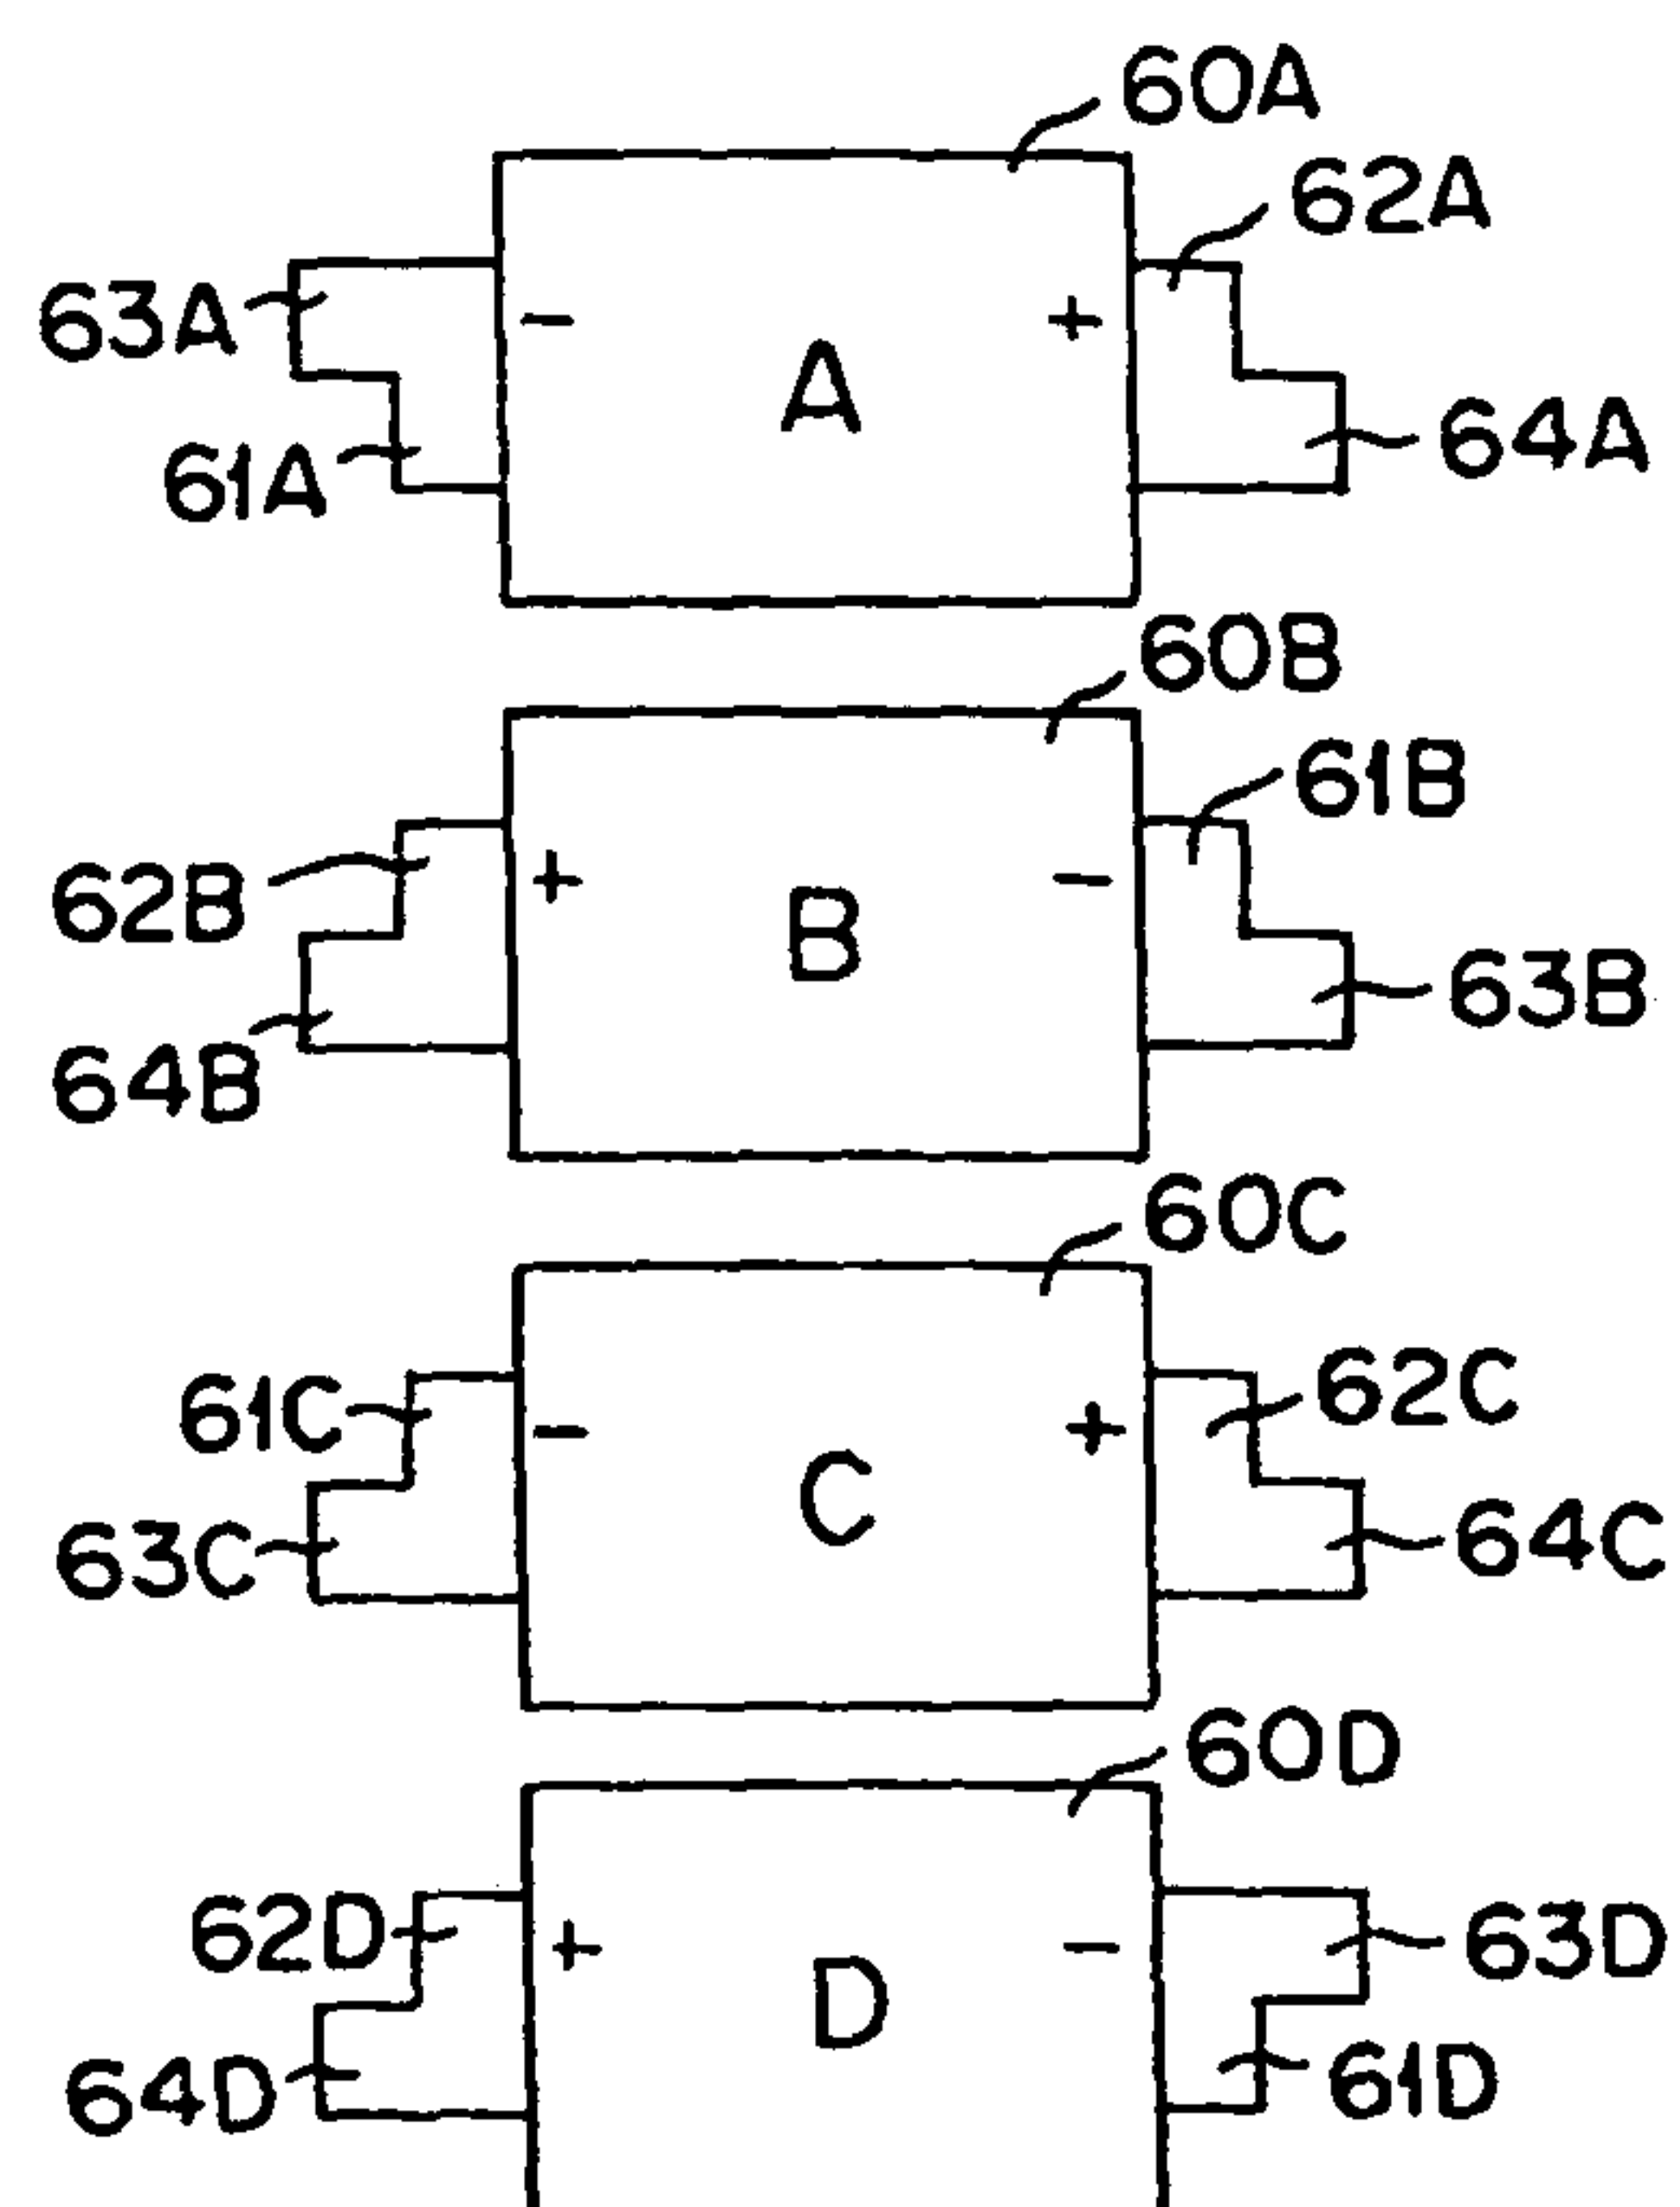 60A
62A
63A
− +
A
64A
61A
60B
61B
62B
+ −
B
63B
64B
60C
61C
62C
− +
C
63C
64C
60D
62D
63D
+ −
D
64D
61D